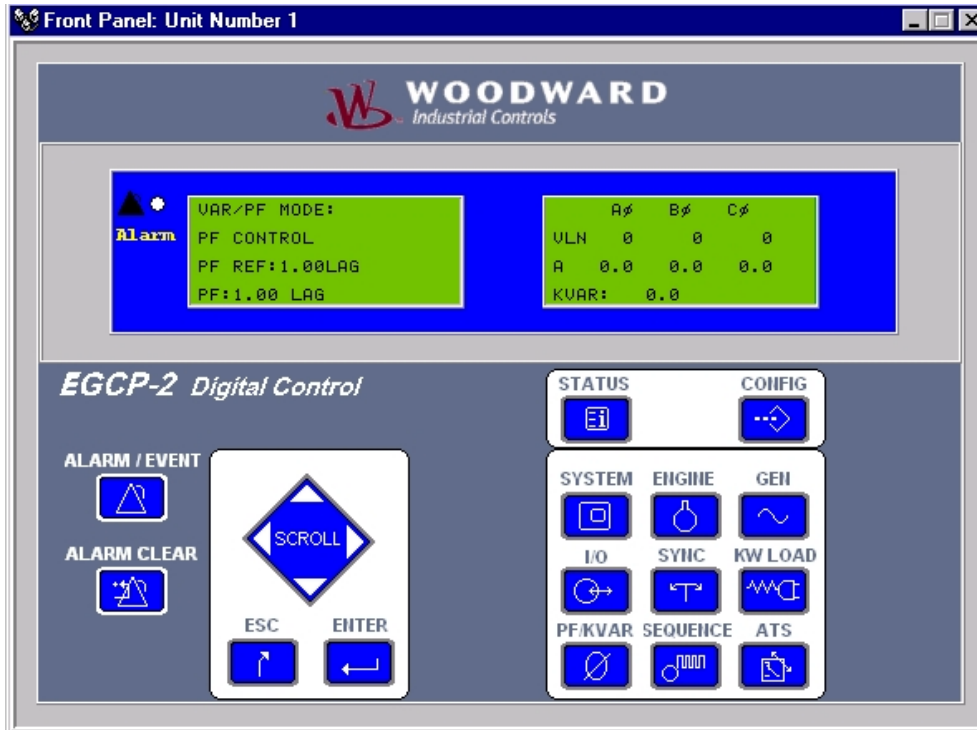 Front Panel: Unit Number 1
WOODWARD
Industrial Controls
Alarm
VAR/PF MODE:
PF CONTROL
PF REF:1.00LAG
PF:1.00 LAG
AØ BØ CØ
VLN 0 0 0
A 0.0 0.0 0.0
KVAR: 0.0
EGCP-2 Digital Control
STATUS CONFIG
ALARM / EVENT
ALARM CLEAR
SCROLL
ESC ENTER
SYSTEM ENGINE GEN
I/O SYNC KW LOAD
PF/KVAR SEQUENCE ATS